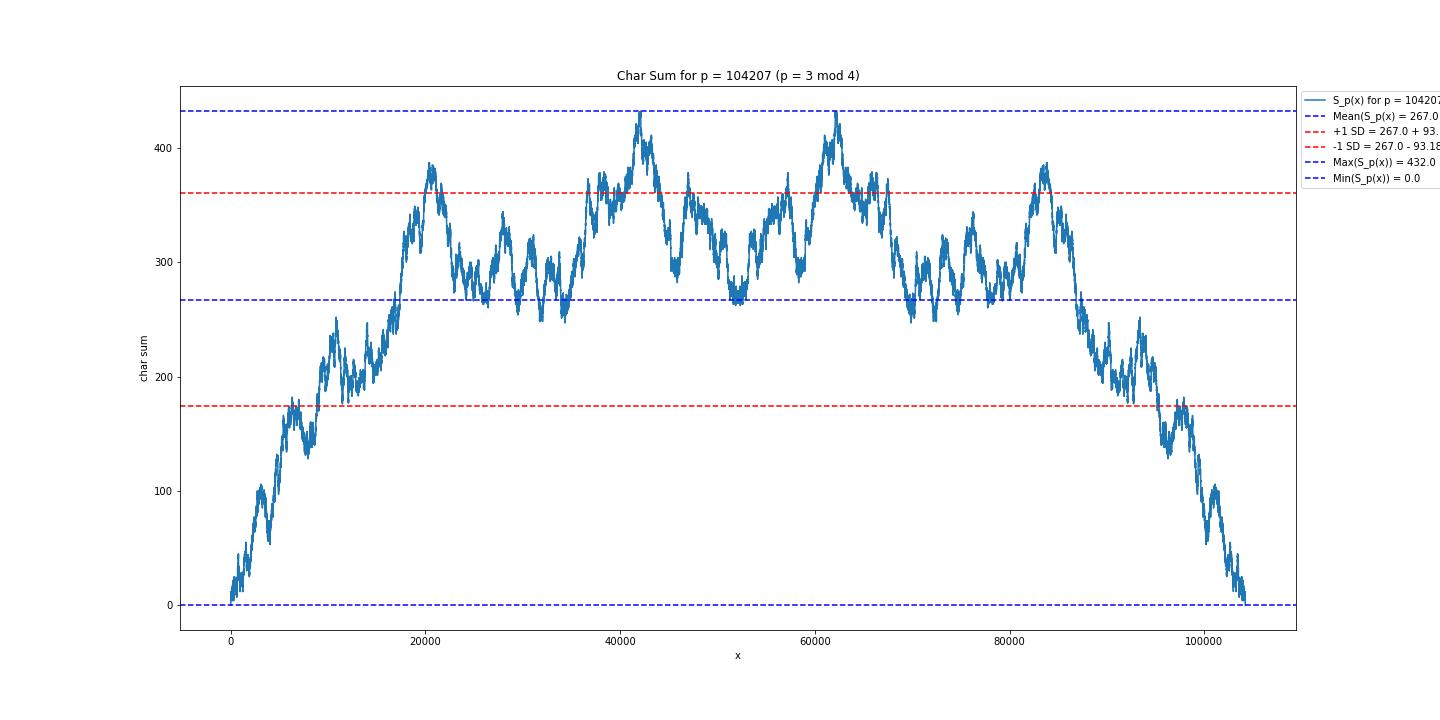 Char Sum for p = 104207 (p = 3 mod 4)
S_p(x) for p = 104207
Mean(S_p(x) = 267.0
+1 SD = 267.0 + 93.
-1 SD = 267.0 - 93.18
Max(S_p(x)) = 432.0
Min(S_p(x)) = 0.0
char sum
400
300
200
100
0
0 20000 40000 60000 80000 100000
x